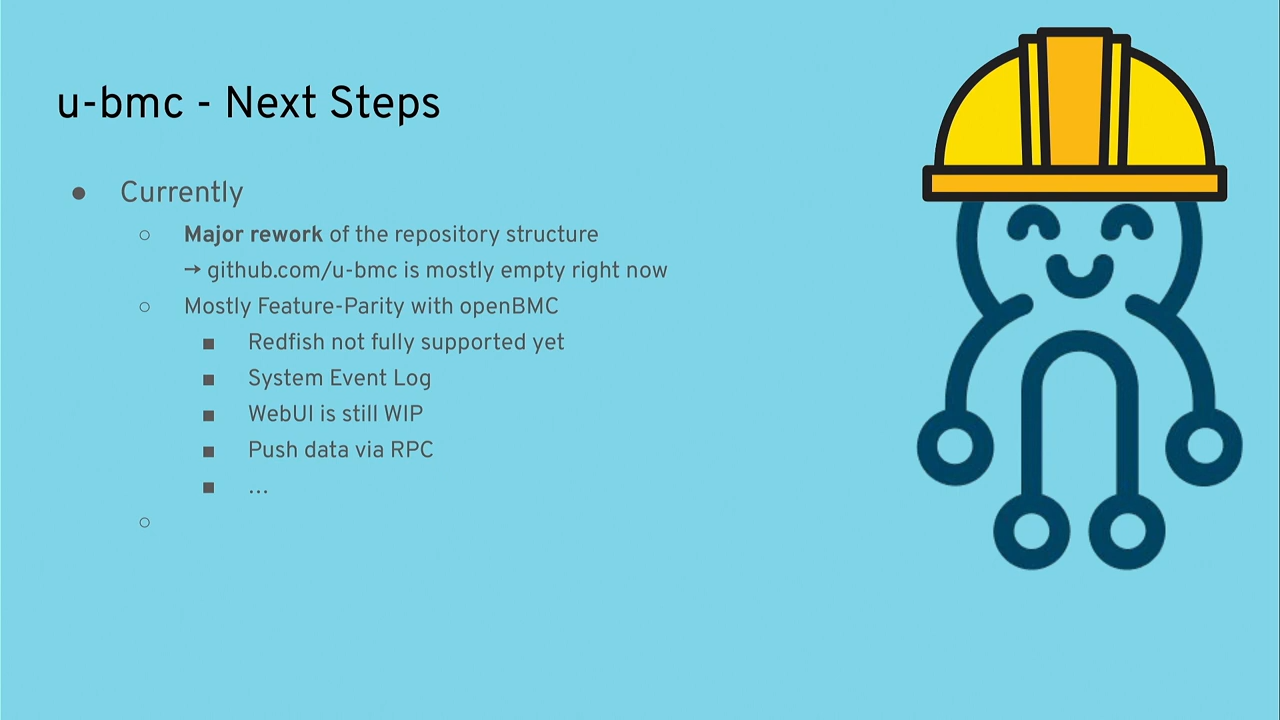 u-bmc - Next Steps
● Currently
○ Major rework of the repository structure
→ github.com/u-bmc is mostly empty right now
○ Mostly Feature-Parity with openBMC
■ Redfish not fully supported yet
■ System Event Log
■ WebUI is still WIP
■ Push data via RPC
■ ...
○